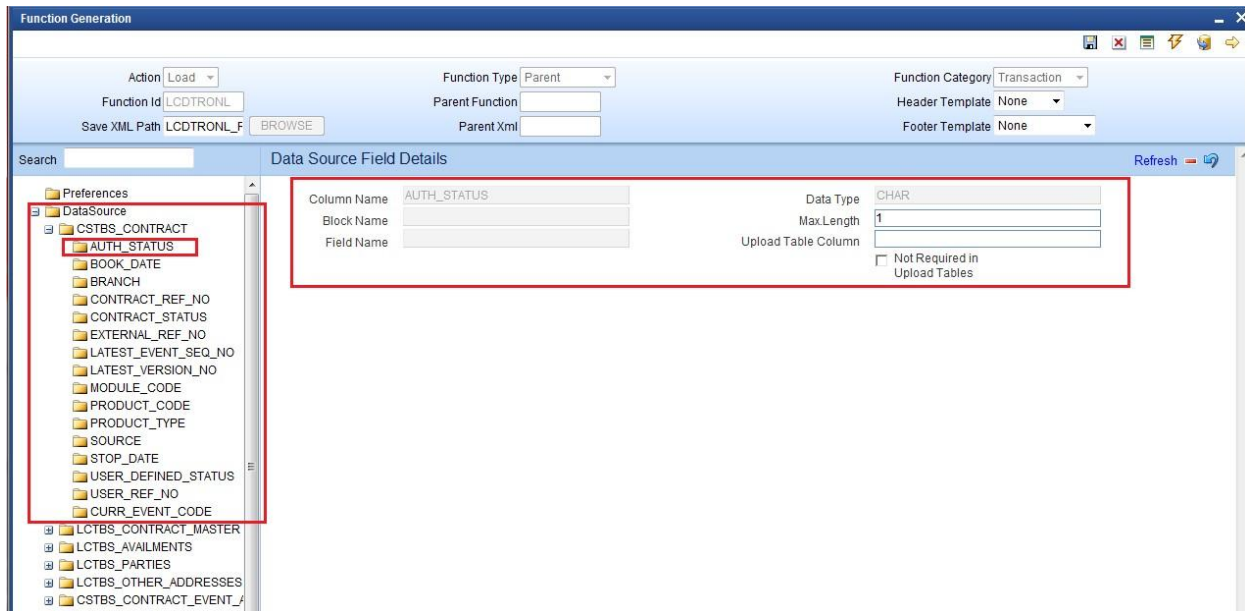 Function Generation
Action Load Function Type Parent Function Category Transaction
Function Id LCDTRONL Parent Function Header Template None
Save XML Path LCDTRONL_F BROWSE Parent Xml Footer Template None
Search Data Source Field Details Refresh
Preferences
DataSource
CSTBS_CONTRACT
AUTH_STATUS
BOOK_DATE
BRANCH
CONTRACT_REF_NO
CONTRACT_STATUS
EXTERNAL_REF_NO
LATEST_EVENT_SEQ_NO
LATEST_VERSION_NO
MODULE_CODE
PRODUCT_CODE
PRODUCT_TYPE
SOURCE
STOP_DATE
USER_DEFINED_STATUS
USER_REF_NO
CURR_EVENT_CODE
LCTBS_CONTRACT_MASTER
LCTBS_AVAILMENTS
LCTBS_PARTIES
LCTBS_OTHER_ADDRESSES
CSTBS_CONTRACT_EVENT_
Column Name AUTH_STATUS Data Type CHAR
Block Name Max.Length 1
Field Name Upload Table Column
Not Required in
Upload Tables